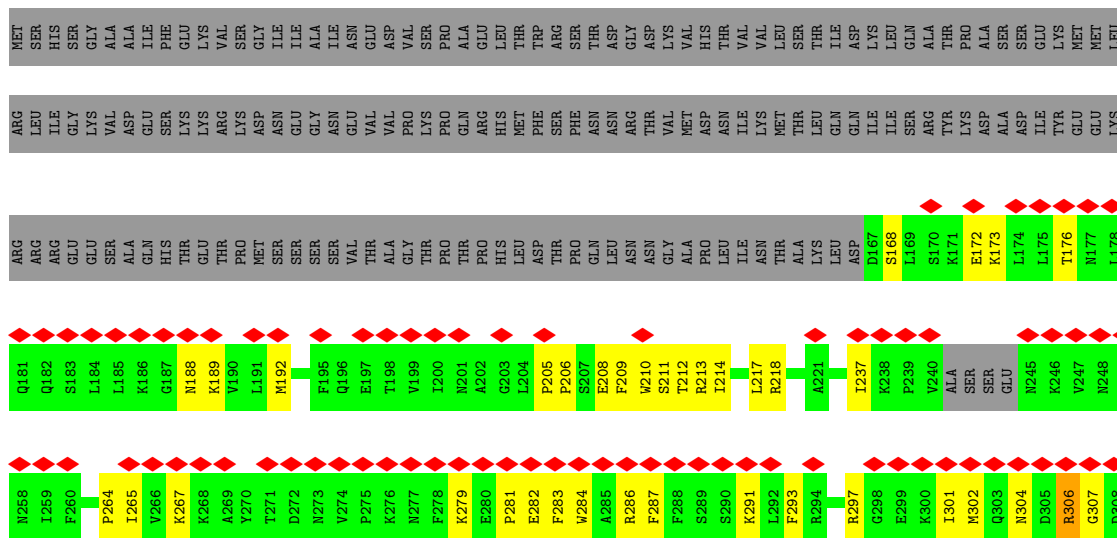 MET SER HIS SER GLY ALA ALA ILE PHE GLU LYS VAL SER GLY ILE ILE ALA ILE ASN GLU ASP VAL SER PRO ALA GLU LEU THR TRP ARG SER THR ASP GLY ASP LYS VAL HIS THR VAL VAL LEU SER THR ILE ASP LYS LEU GLN ALA THR PRO ALA SER SER GLU LYS MET MET LEU
ARG LEU ILE GLY LYS VAL ASP GLU SER LYS LYS ARG LYS ASP ASN GLU GLY ASN GLU VAL VAL PRO LYS PRO GLN ARG HIS MET PHE SER PHE ASN ASN ARG THR VAL MET ASP ASN ILE LYS MET THR LEU GLN GLN ILE ILE SER ARG TYR LYS ASP ALA ASP ILE TYR GLU GLU LYS
ARG ARG ARG GLU GLU SER ALA GLN HIS THR GLU THR PRO MET SER SER SER SER VAL THR ALA GLY THR PRO THR PRO HIS LEU ASP THR PRO GLN LEU ASN ASN GLY ALA PRO LEU ILE ASN THR ALA LYS LEU ASP D167 S168 L169 S170 K171 E172 K173 L174 L175 T176 N177 L178
Q181 Q182 S183 L184 L185 K186 G187 N188 K189 V190 L191 M192 F195 Q196 E197 T198 V199 I200 N201 A202 G203 L204 P205 P206 S207 E208 F209 W210 S211 T212 R213 I214 L217 R218 A221 I237 K238 P239 V240 ALA SER SER GLU N245 K246 V247 N248
N258 I259 F260 P264 I265 V266 K267 K268 A269 Y270 T271 D272 N273 V274 P275 K276 N277 F278 K279 E280 P281 E282 F283 W284 A285 R286 F287 F288 S289 S290 K291 L292 F293 R294 R297 G298 E299 K300 I301 M302 Q303 N304 D305 R306 G307